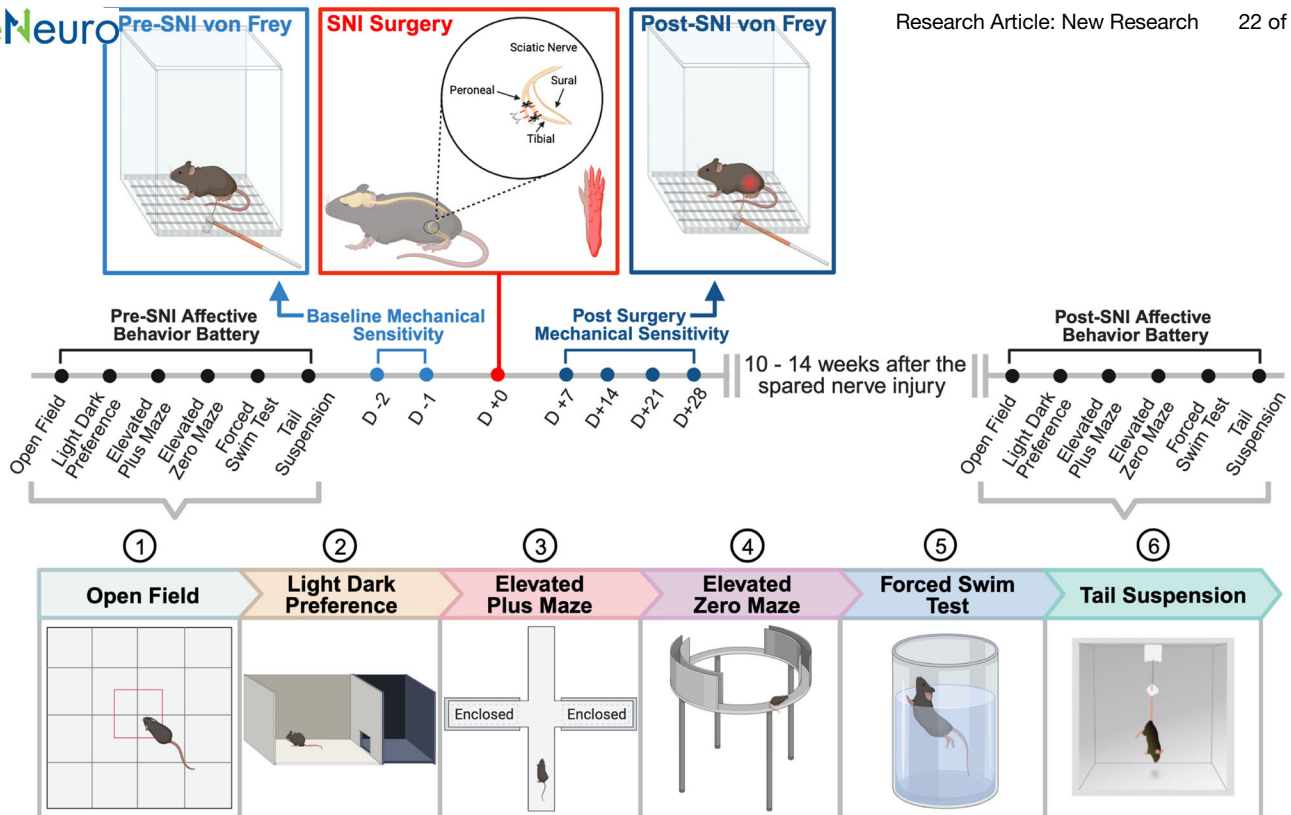 eNeuro
Research Article: New Research 22 of
Pre-SNI von Frey
SNI Surgery
Post-SNI von Frey
Sciatic Nerve
Sural
Peroneal
Tibial
Pre-SNI Affective
Behavior Battery
Baseline Mechanical
Sensitivity
Post Surgery
Mechanical Sensitivity
Post-SNI Affective
Behavior Battery
10 - 14 weeks after the
spared nerve injury
Open Field
Light Dark
Preference
Elevated
Plus Maze
Elevated
Zero Maze
Forced
Swim Test
Tail
Suspension
D -2
D -1
D +0
D +7
D+14
D+21
D+28
Open Field
Light Dark
Preference
Elevated
Plus Maze
Elevated
Zero Maze
Forced
Swim Test
Tail
Suspension
1
2
3
4
5
6
Open Field
Light Dark
Preference
Elevated
Plus Maze
Elevated
Zero Maze
Forced Swim
Test
Tail Suspension
Enclosed
Enclosed